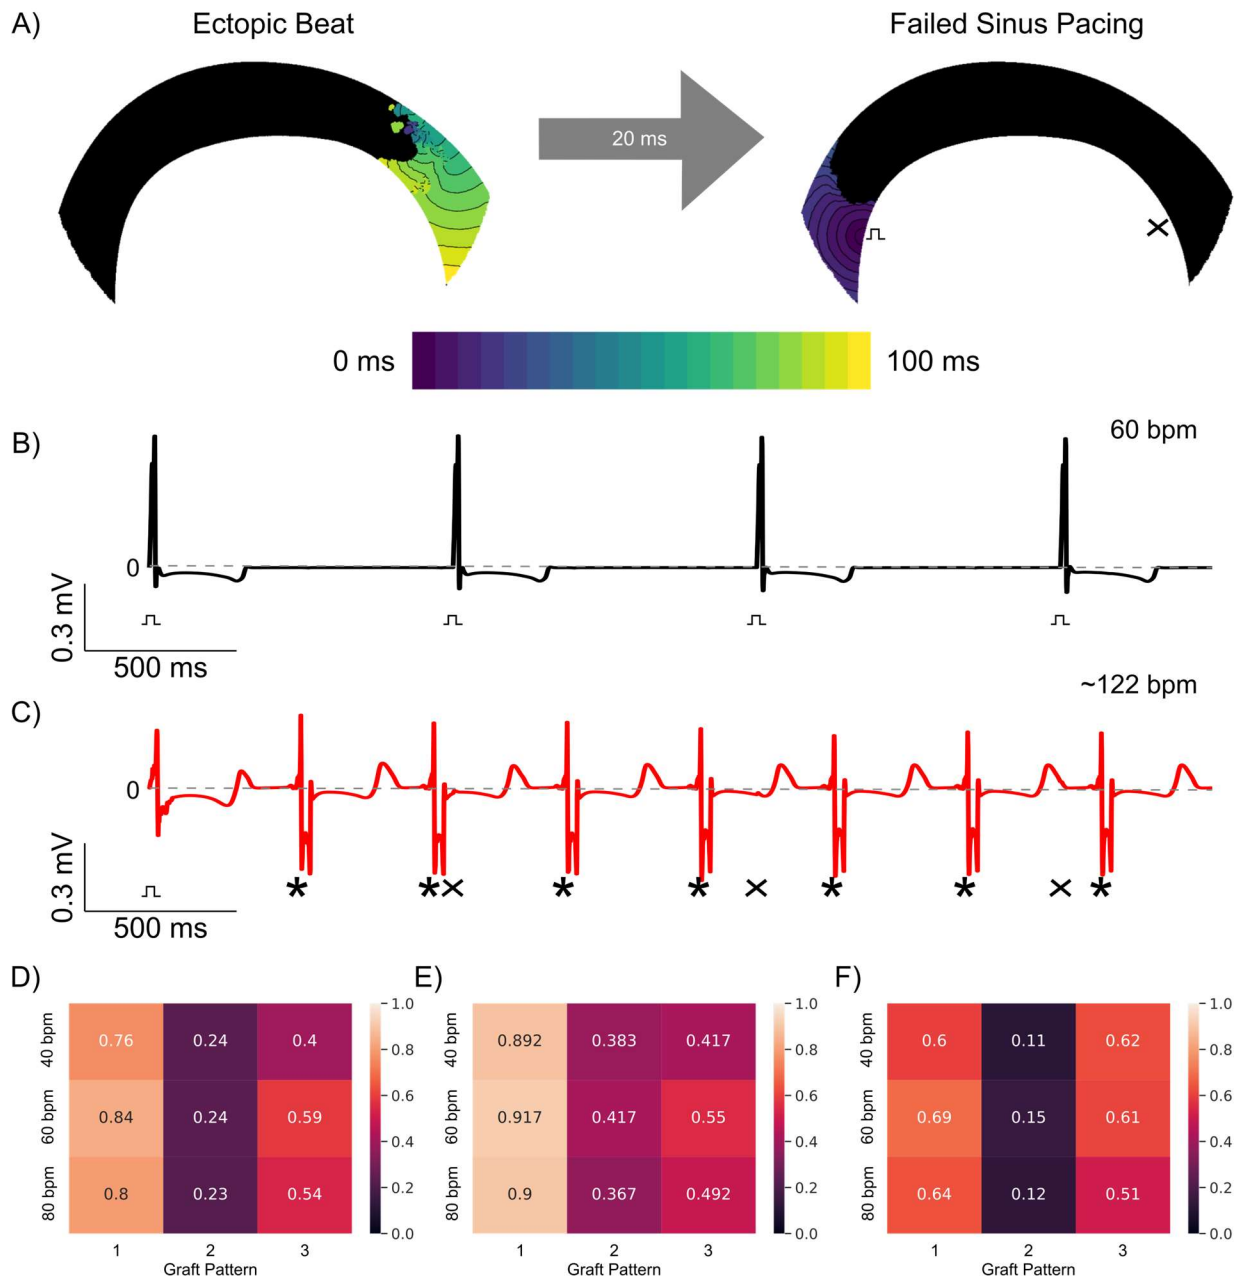 A)
Ectopic Beat
Failed Sinus Pacing
20 ms
0 ms
100 ms
B)
60 bpm
0
0.3 mV
500 ms
~122 bpm
C)
0
*
*
*
*
*
*
*
0.3 mV
500 ms
D)
40 bpm
60 bpm
80 bpm
0.76
0.24
0.4
0.84
0.24
0.59
0.8
0.23
0.54
1
2
3
Graft Pattern
1.0
0.8
0.6
0.4
0.2
0.0
E)
40 bpm
60 bpm
80 bpm
0.892
0.383
0.417
0.917
0.417
0.55
0.9
0.367
0.492
1
2
3
Graft Pattern
1.0
0.8
0.6
0.4
0.2
0.0
F)
40 bpm
60 bpm
80 bpm
0.6
0.11
0.62
0.69
0.15
0.61
0.64
0.12
0.51
1
2
3
Graft Pattern
1.0
0.8
0.6
0.4
0.2
0.0